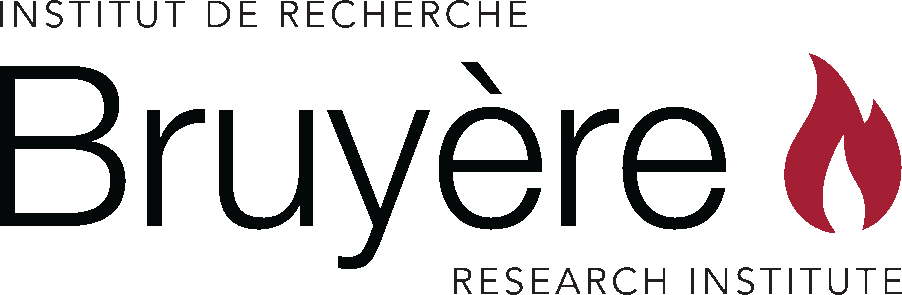 INSTITUT DE RECHERCHE
Bruyère
RESEARCH INSTITUTE